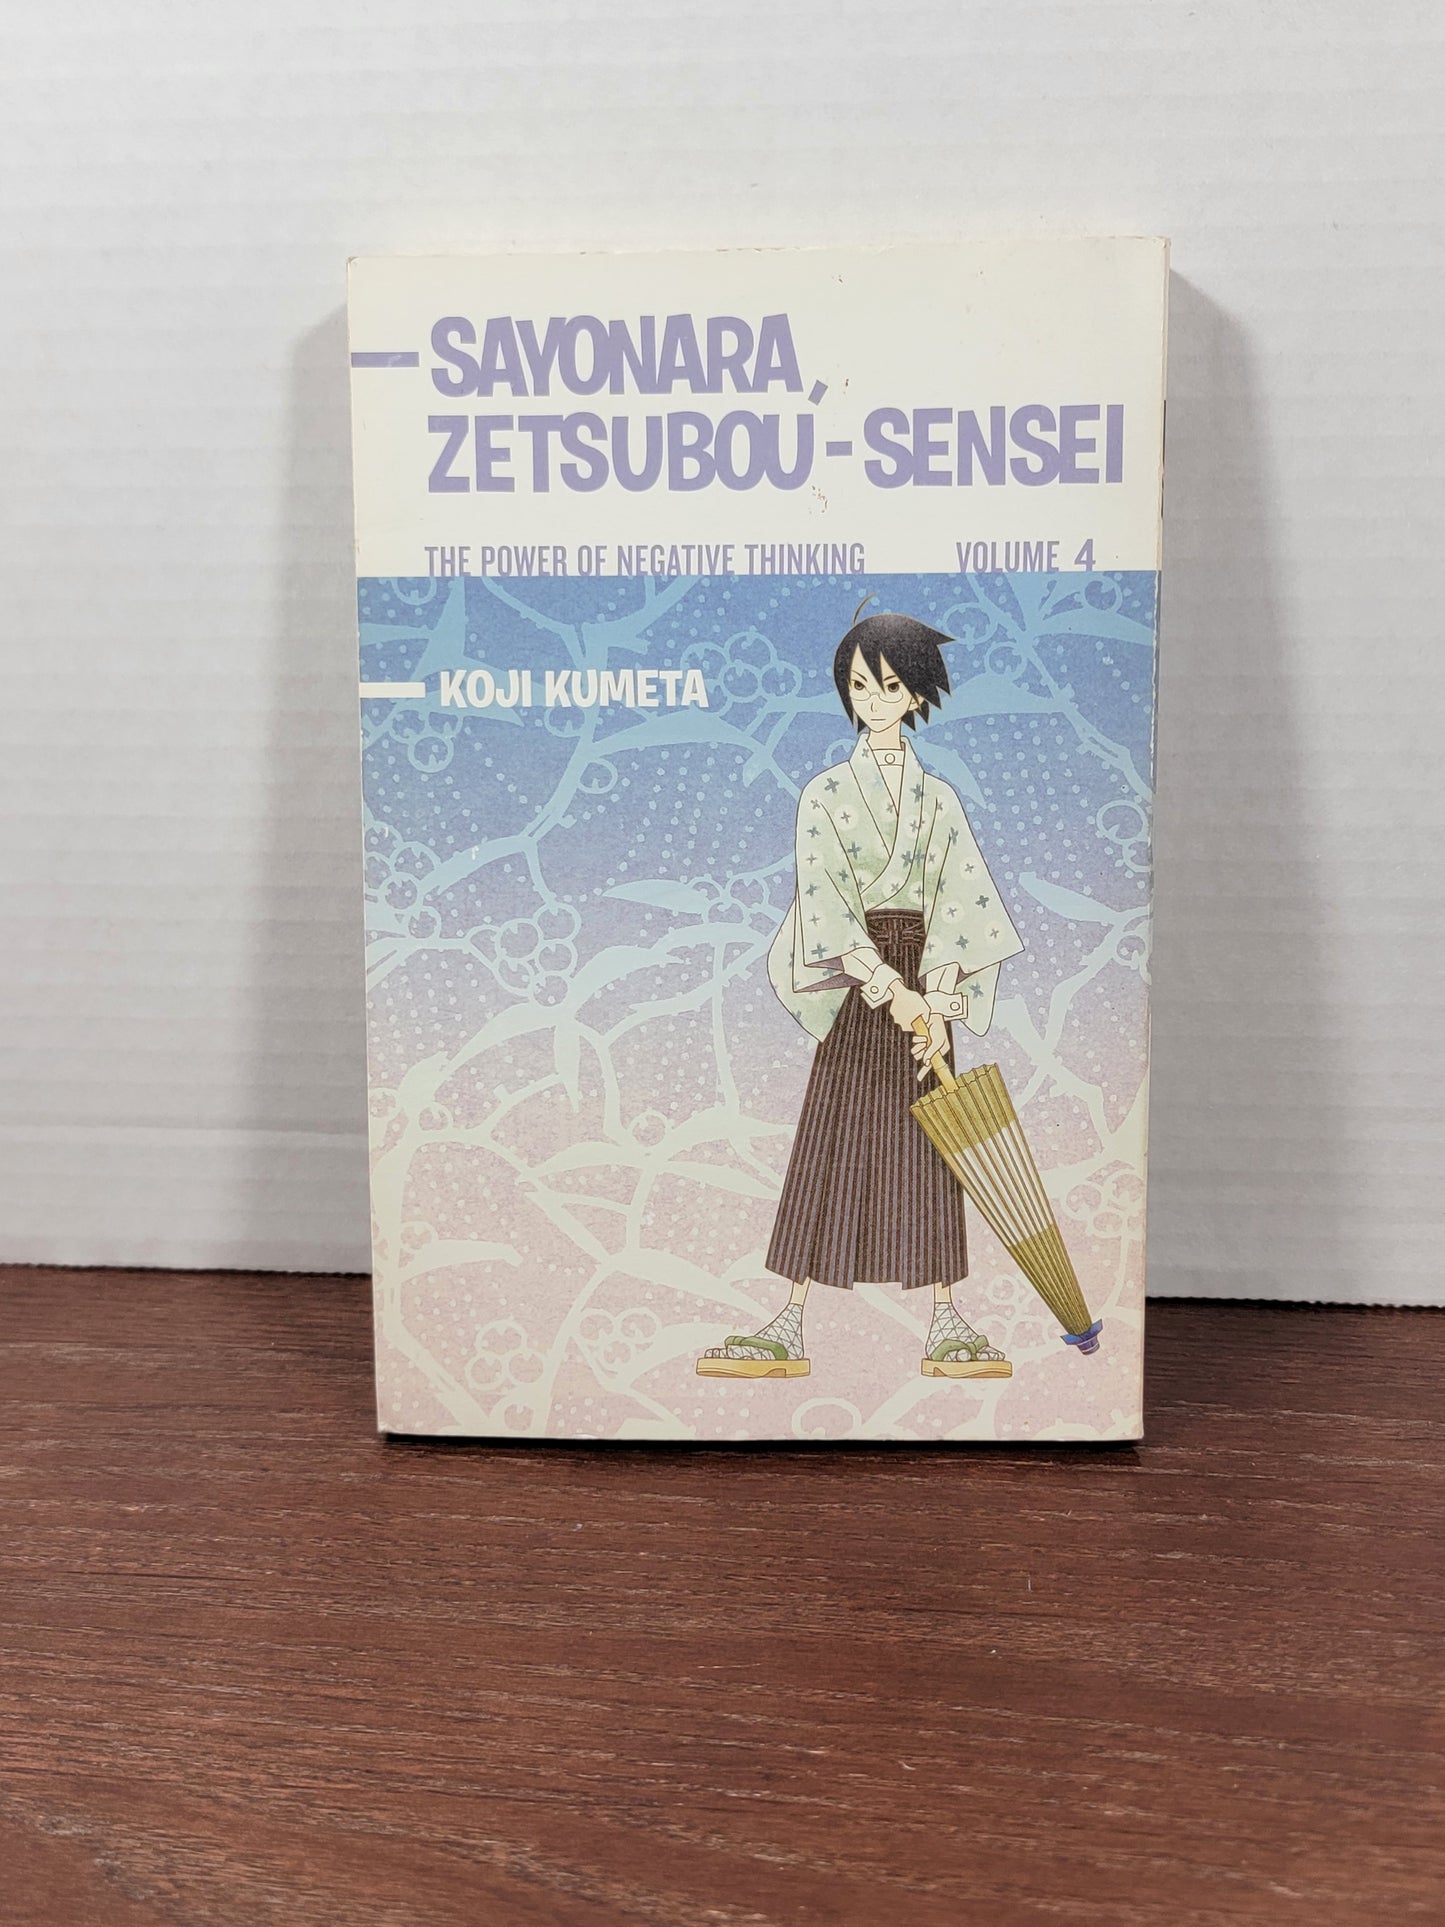 SAYONARA,
ZETSUBOU-SENSEI
THE POWER OF NEGATIVE THINKING VOLUME 4
KOJI KUMETA